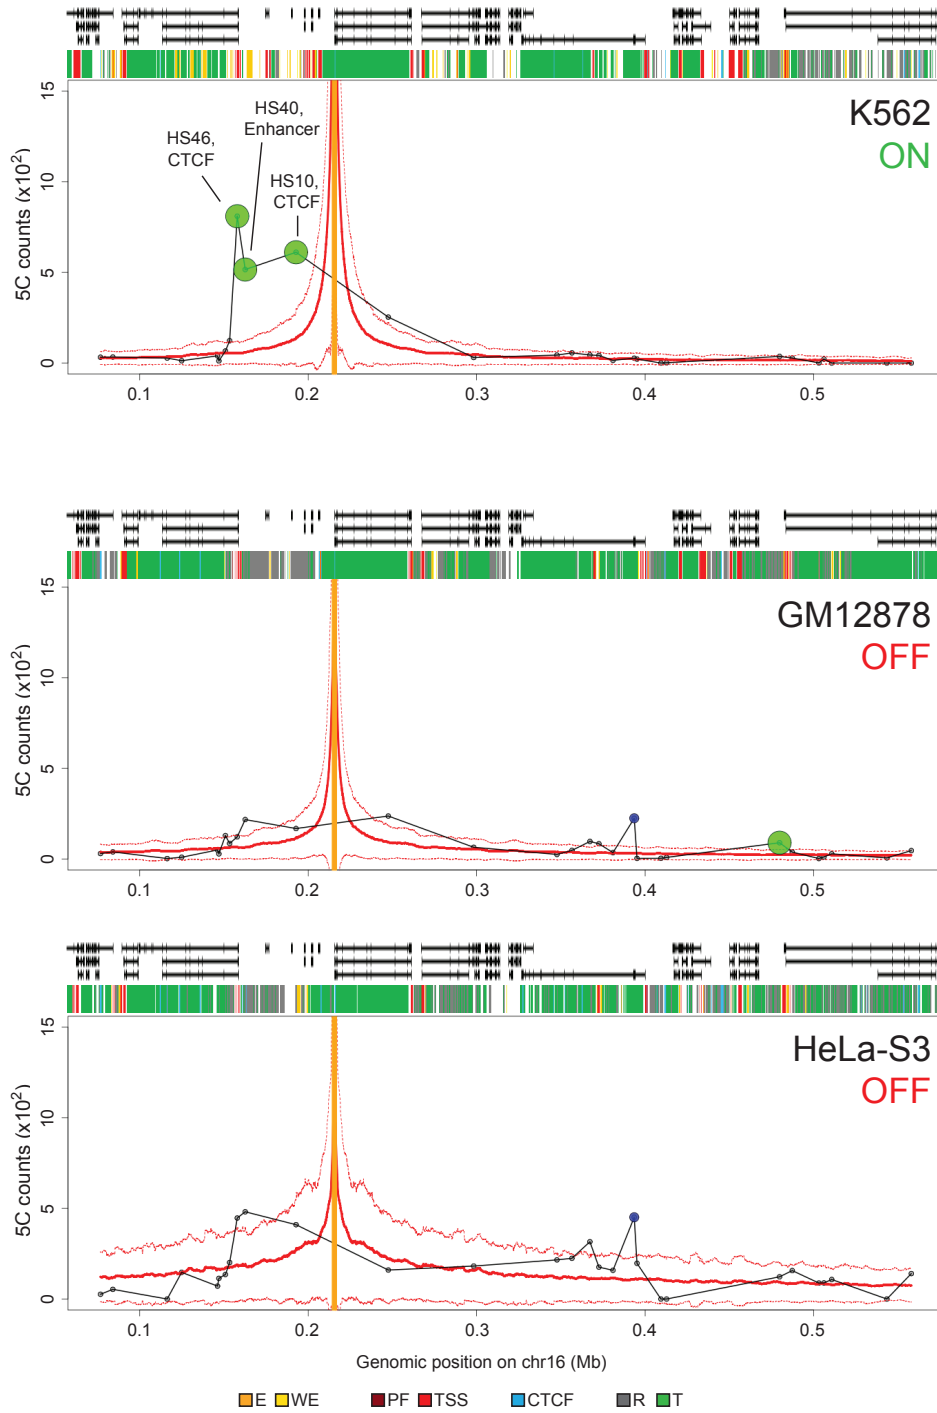 K562
ON
HS40,
Enhancer
HS46,
CTCF
HS10,
CTCF
5C counts (x10²)
15
10
5
0
0.1 0.2 0.3 0.4 0.5
GM12878
OFF
5C counts (x10²)
15
10
5
0
0.1 0.2 0.3 0.4 0.5
HeLa-S3
OFF
5C counts (x10²)
15
10
5
0
0.1 0.2 0.3 0.4 0.5
Genomic position on chr16 (Mb)
E WE PF TSS CTCF R T